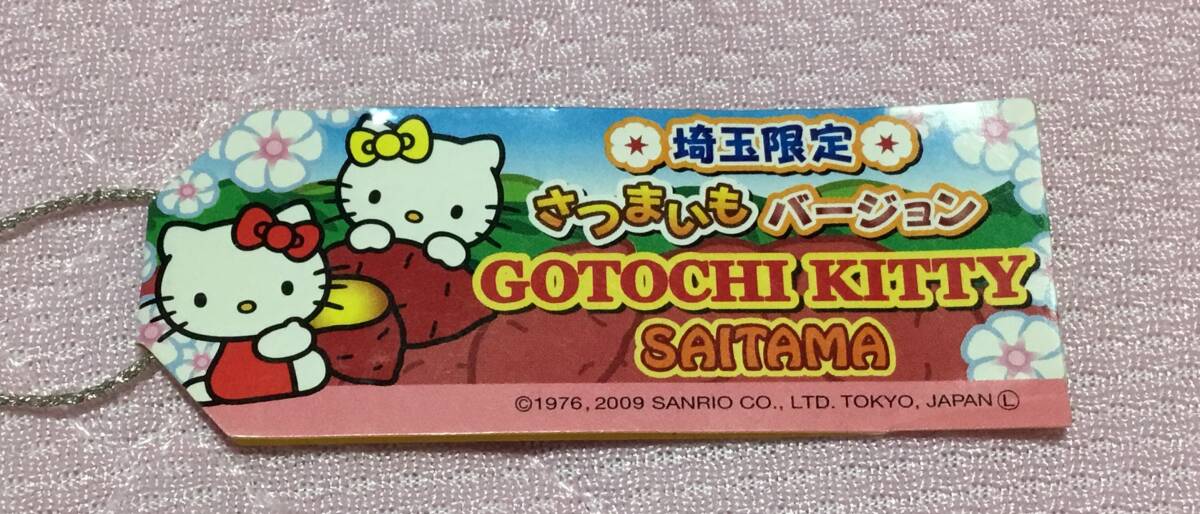 埼玉限定
さつまいも バージョン
GOTOCHI KITTY
SAITAMA
©1976, 2009 SANRIO CO., LTD. TOKYO, JAPAN Ⓛ